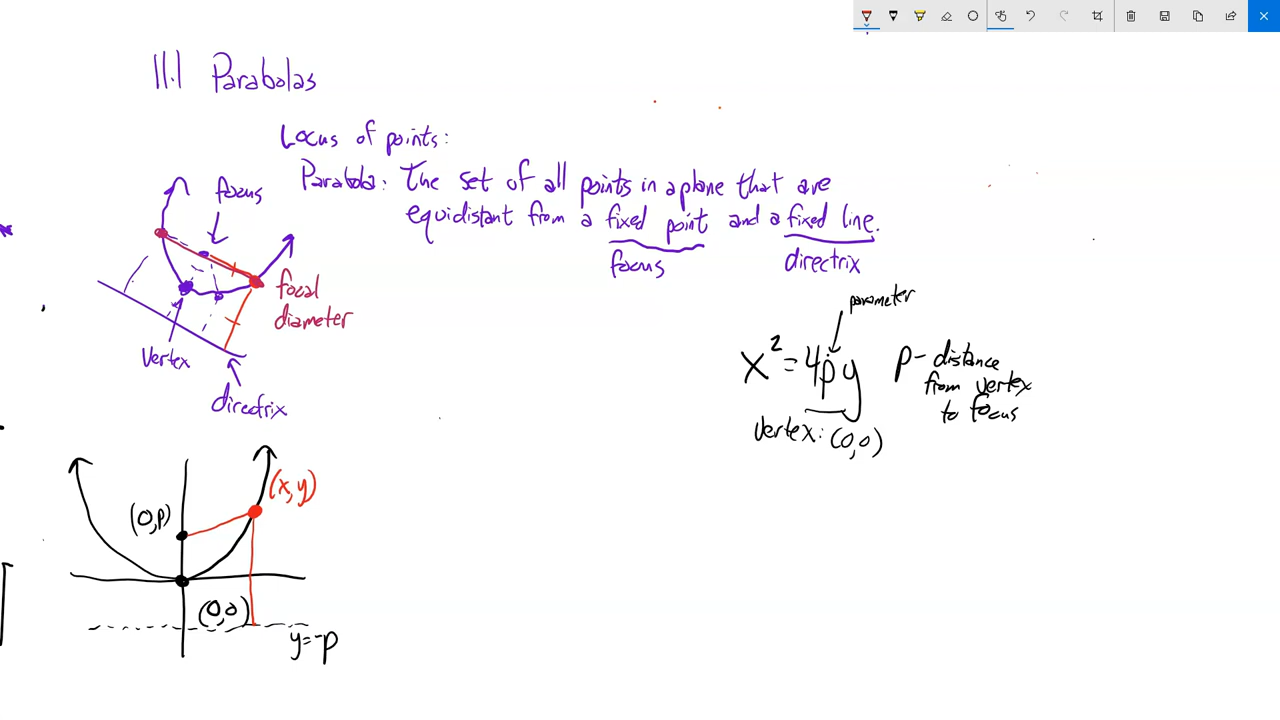 11.1 Parabolas
Locus of points:
Parabola: The set of all points in a plane that are
equidistant from a fixed point and a fixed line.
focus
directrix
focus
focal
diameter
vertex
directrix
parameter
x² = 4py
p - distance
from vertex
to focus
vertex: (0,0)
(x,y)
(0,p)
(0,0)
y=-p